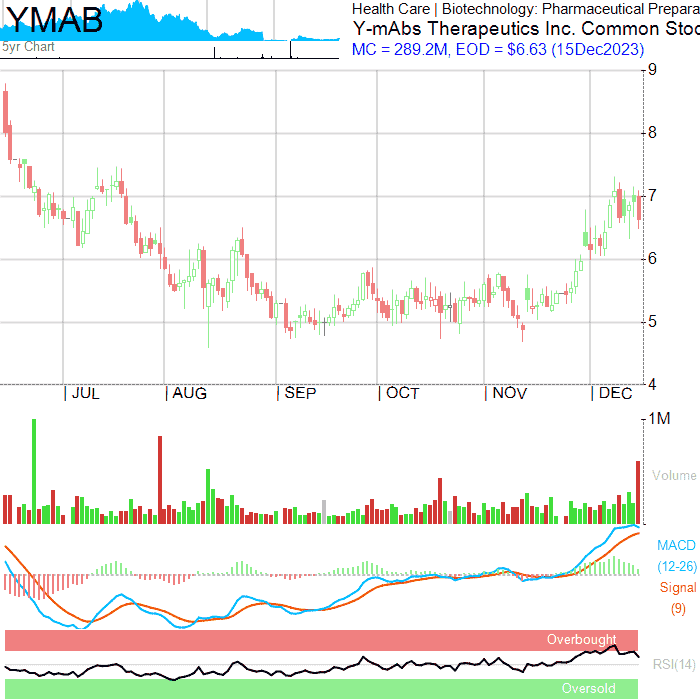 YMAB
5yr Chart
Health Care | Biotechnology: Pharmaceutical Prepara
Y-mAbs Therapeutics Inc. Common Stoc
MC = 289.2M, EOD = $6.63 (15Dec2023)
9
8
7
6
5
4
| JUL | AUG | SEP | OCT | NOV | DEC
1M
Volume
MACD
(12-26)
Signal
(9)
Overbought
RSI(14)
Oversold